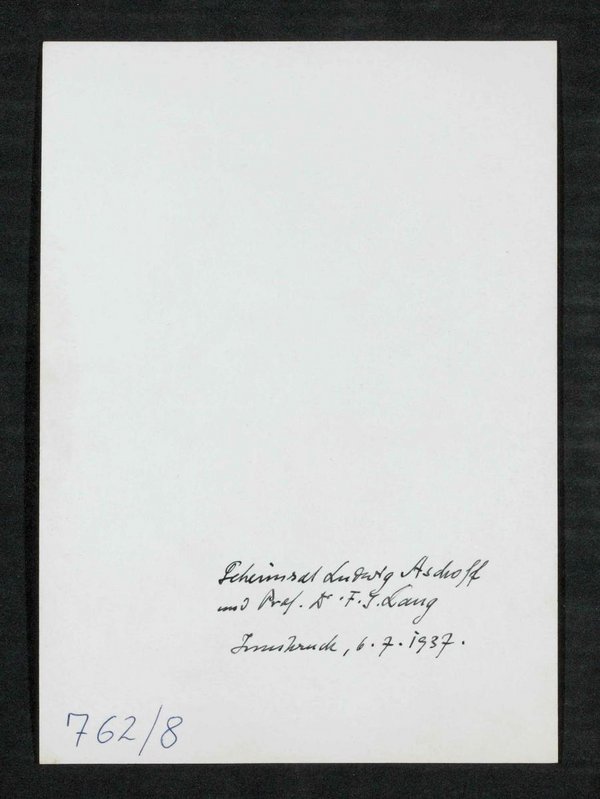 Geheimrat Ludwig Aschoff
und Prof. Dr. F. J. Lang
Innsbruck, 6.7.1937.
762/8